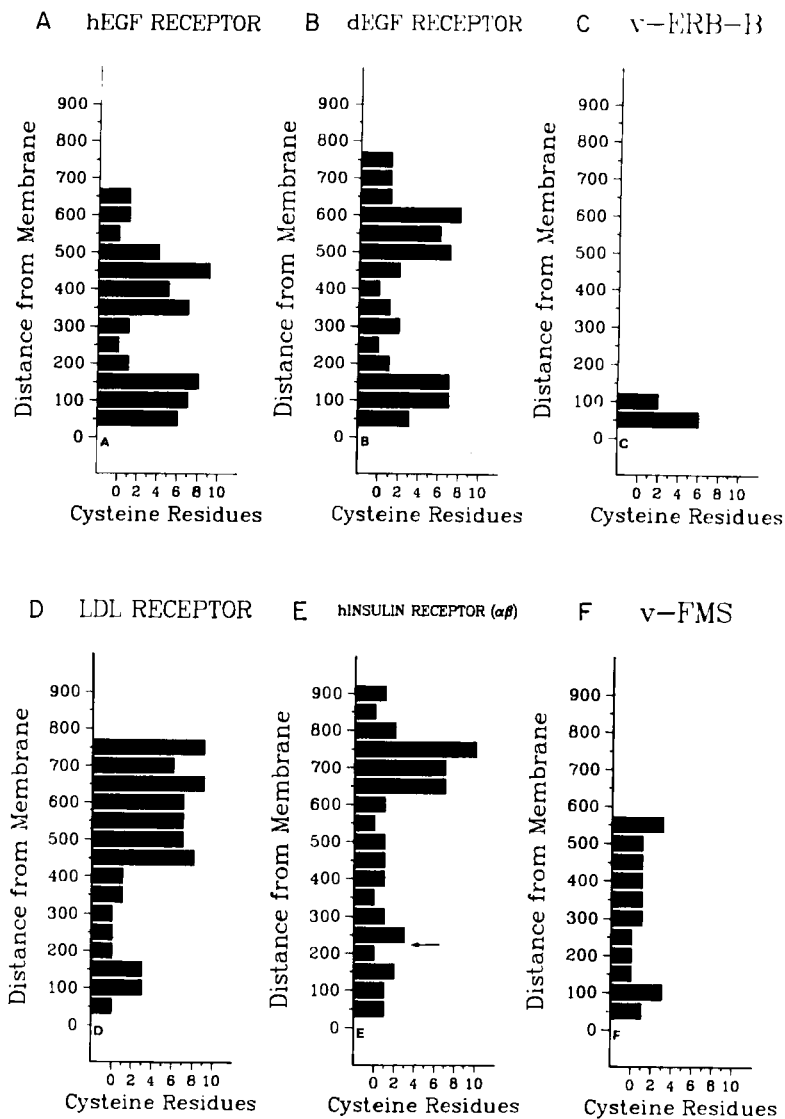 A hEGF RECEPTOR
Distance from Membrane
900
800
700
600
500
400
300
200
100
0
A
0 2 4 6 8 10
Cysteine Residues
B dEGF RECEPTOR
Distance from Membrane
900
800
700
600
500
400
300
200
100
0
B
0 2 4 6 8 10
Cysteine Residues
C v-ERB-B
Distance from Membrane
900
800
700
600
500
400
300
200
100
0
C
0 2 4 6 8 10
Cysteine Residues
D LDL RECEPTOR
Distance from Membrane
900
800
700
600
500
400
300
200
100
0
D
0 2 4 6 8 10
Cysteine Residues
E hINSULIN RECEPTOR (αβ)
Distance from Membrane
900
800
700
600
500
400
300
200
100
0
E
0 2 4 6 8 10
Cysteine Residues
F v-FMS
Distance from Membrane
900
800
700
600
500
400
300
200
100
0
F
0 2 4 6 8 10
Cysteine Residues